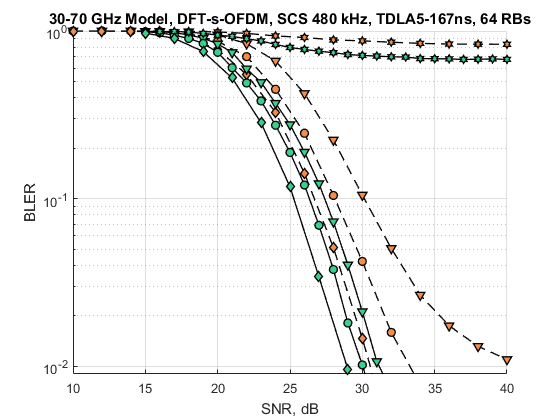 30-70 GHz Model, DFT-s-OFDM, SCS 480 kHz, TDLA5-167ns, 64 RBs
10⁰
10⁻¹
10⁻²
BLER
10 15 20 25 30 35 40
SNR, dB